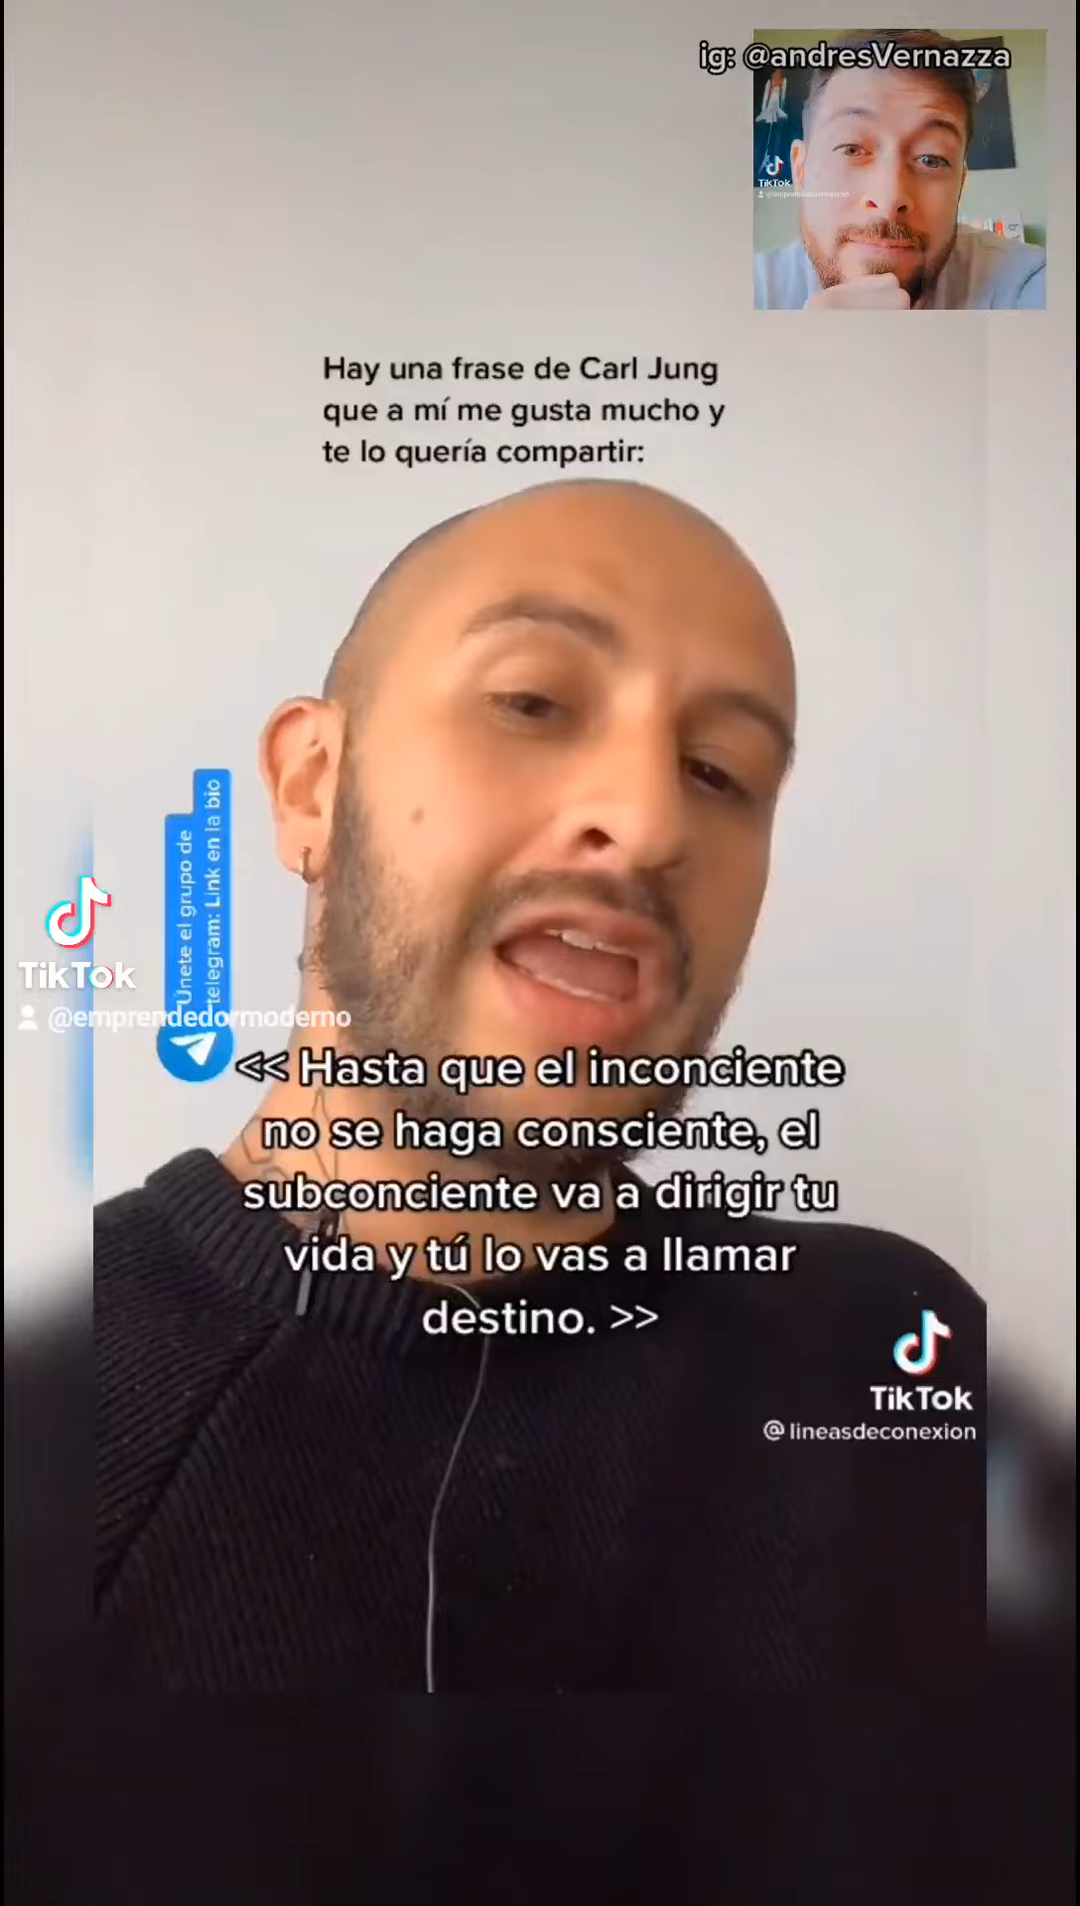 ig: @andresVernazza
TikTok
Hay una frase de Carl Jung
que a mí me gusta mucho y
te lo quería compartir:
Únete el grupo de
telegram: Link en la bio
TikTok
@emprendedormoderno
<< Hasta que el inconciente
no se haga consciente, el
subconciente va a dirigir tu
vida y tú lo vas a llamar
destino. >>
TikTok
@lineasdeconexion